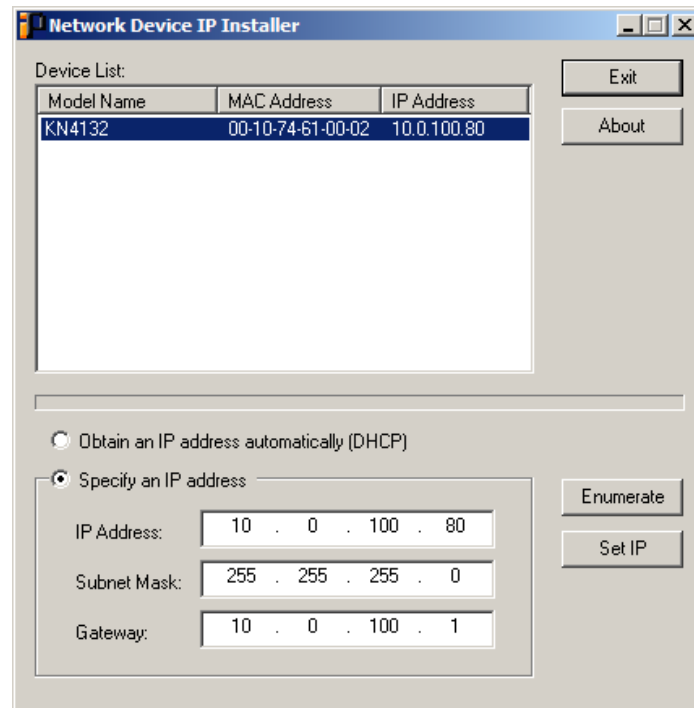 Network Device IP Installer
Device List:
Exit
Model Name MAC Address IP Address
KN4132 00-10-74-61-00-02 10.0.100.80
About
Obtain an IP address automatically (DHCP)
Specify an IP address
Enumerate
IP Address: 10 . 0 . 100 . 80
Set IP
Subnet Mask: 255 . 255 . 255 . 0
Gateway: 10 . 0 . 100 . 1